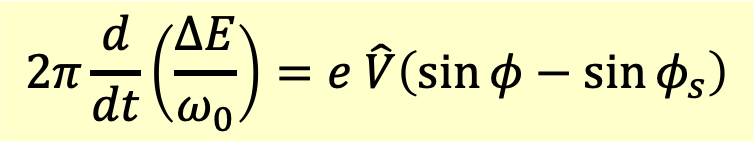 2π d/dt (ΔE/ω₀) = e V̂(sin ϕ − sin ϕₛ)